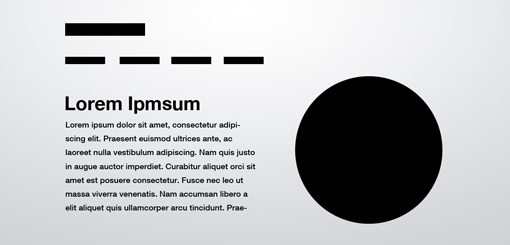 Lorem Ipmsum
Lorem ipsum dolor sit amet, consectetur adipi-
scing elit. Praesent euismod ultrices ante, ac
laoreet nulla vestibulum adipiscing. Nam quis justo
in augue auctor imperdiet. Curabitur aliquet orci sit
amet est posuere consectetur. Fusce nec leo ut
massa viverra venenatis. Nam accumsan libero a
elit aliquet quis ullamcorper arcu tincidunt. Prae-